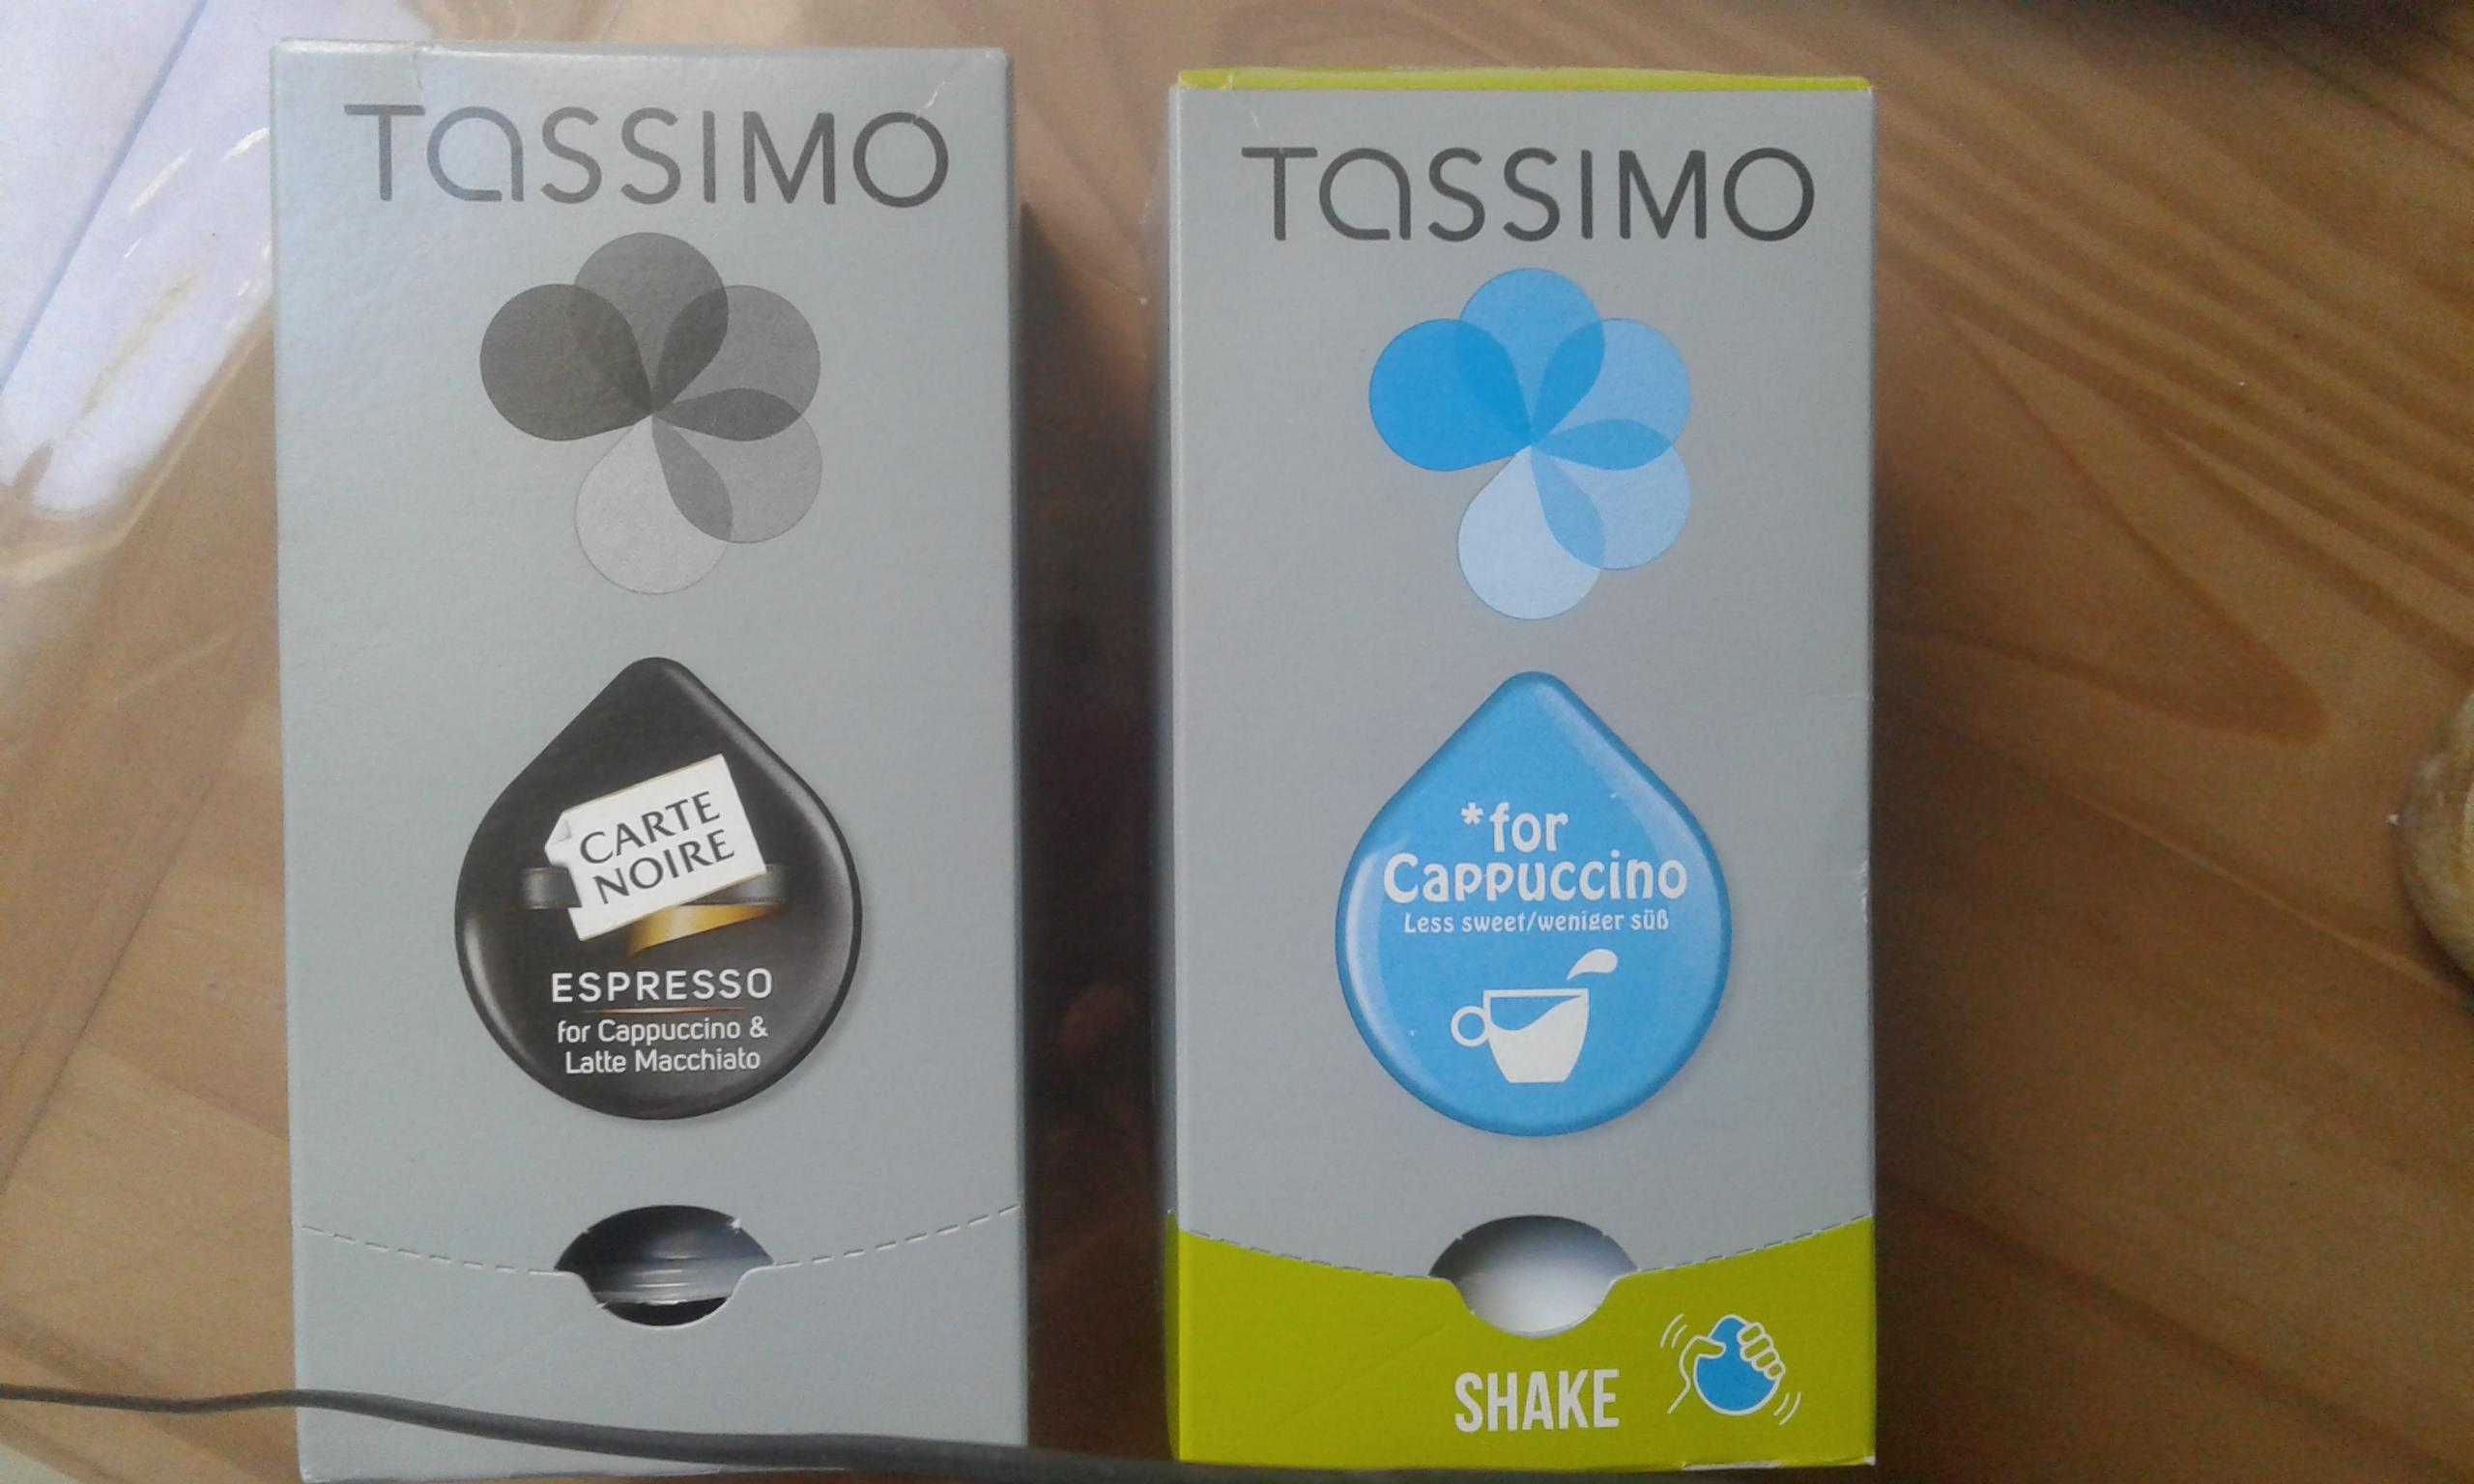 TASSIMO
CARTE
NOIRE
ESPRESSO
for Cappuccino &
Latte Macchiato
TASSIMO
*for
Cappuccino
Less sweet/weniger süß
SHAKE